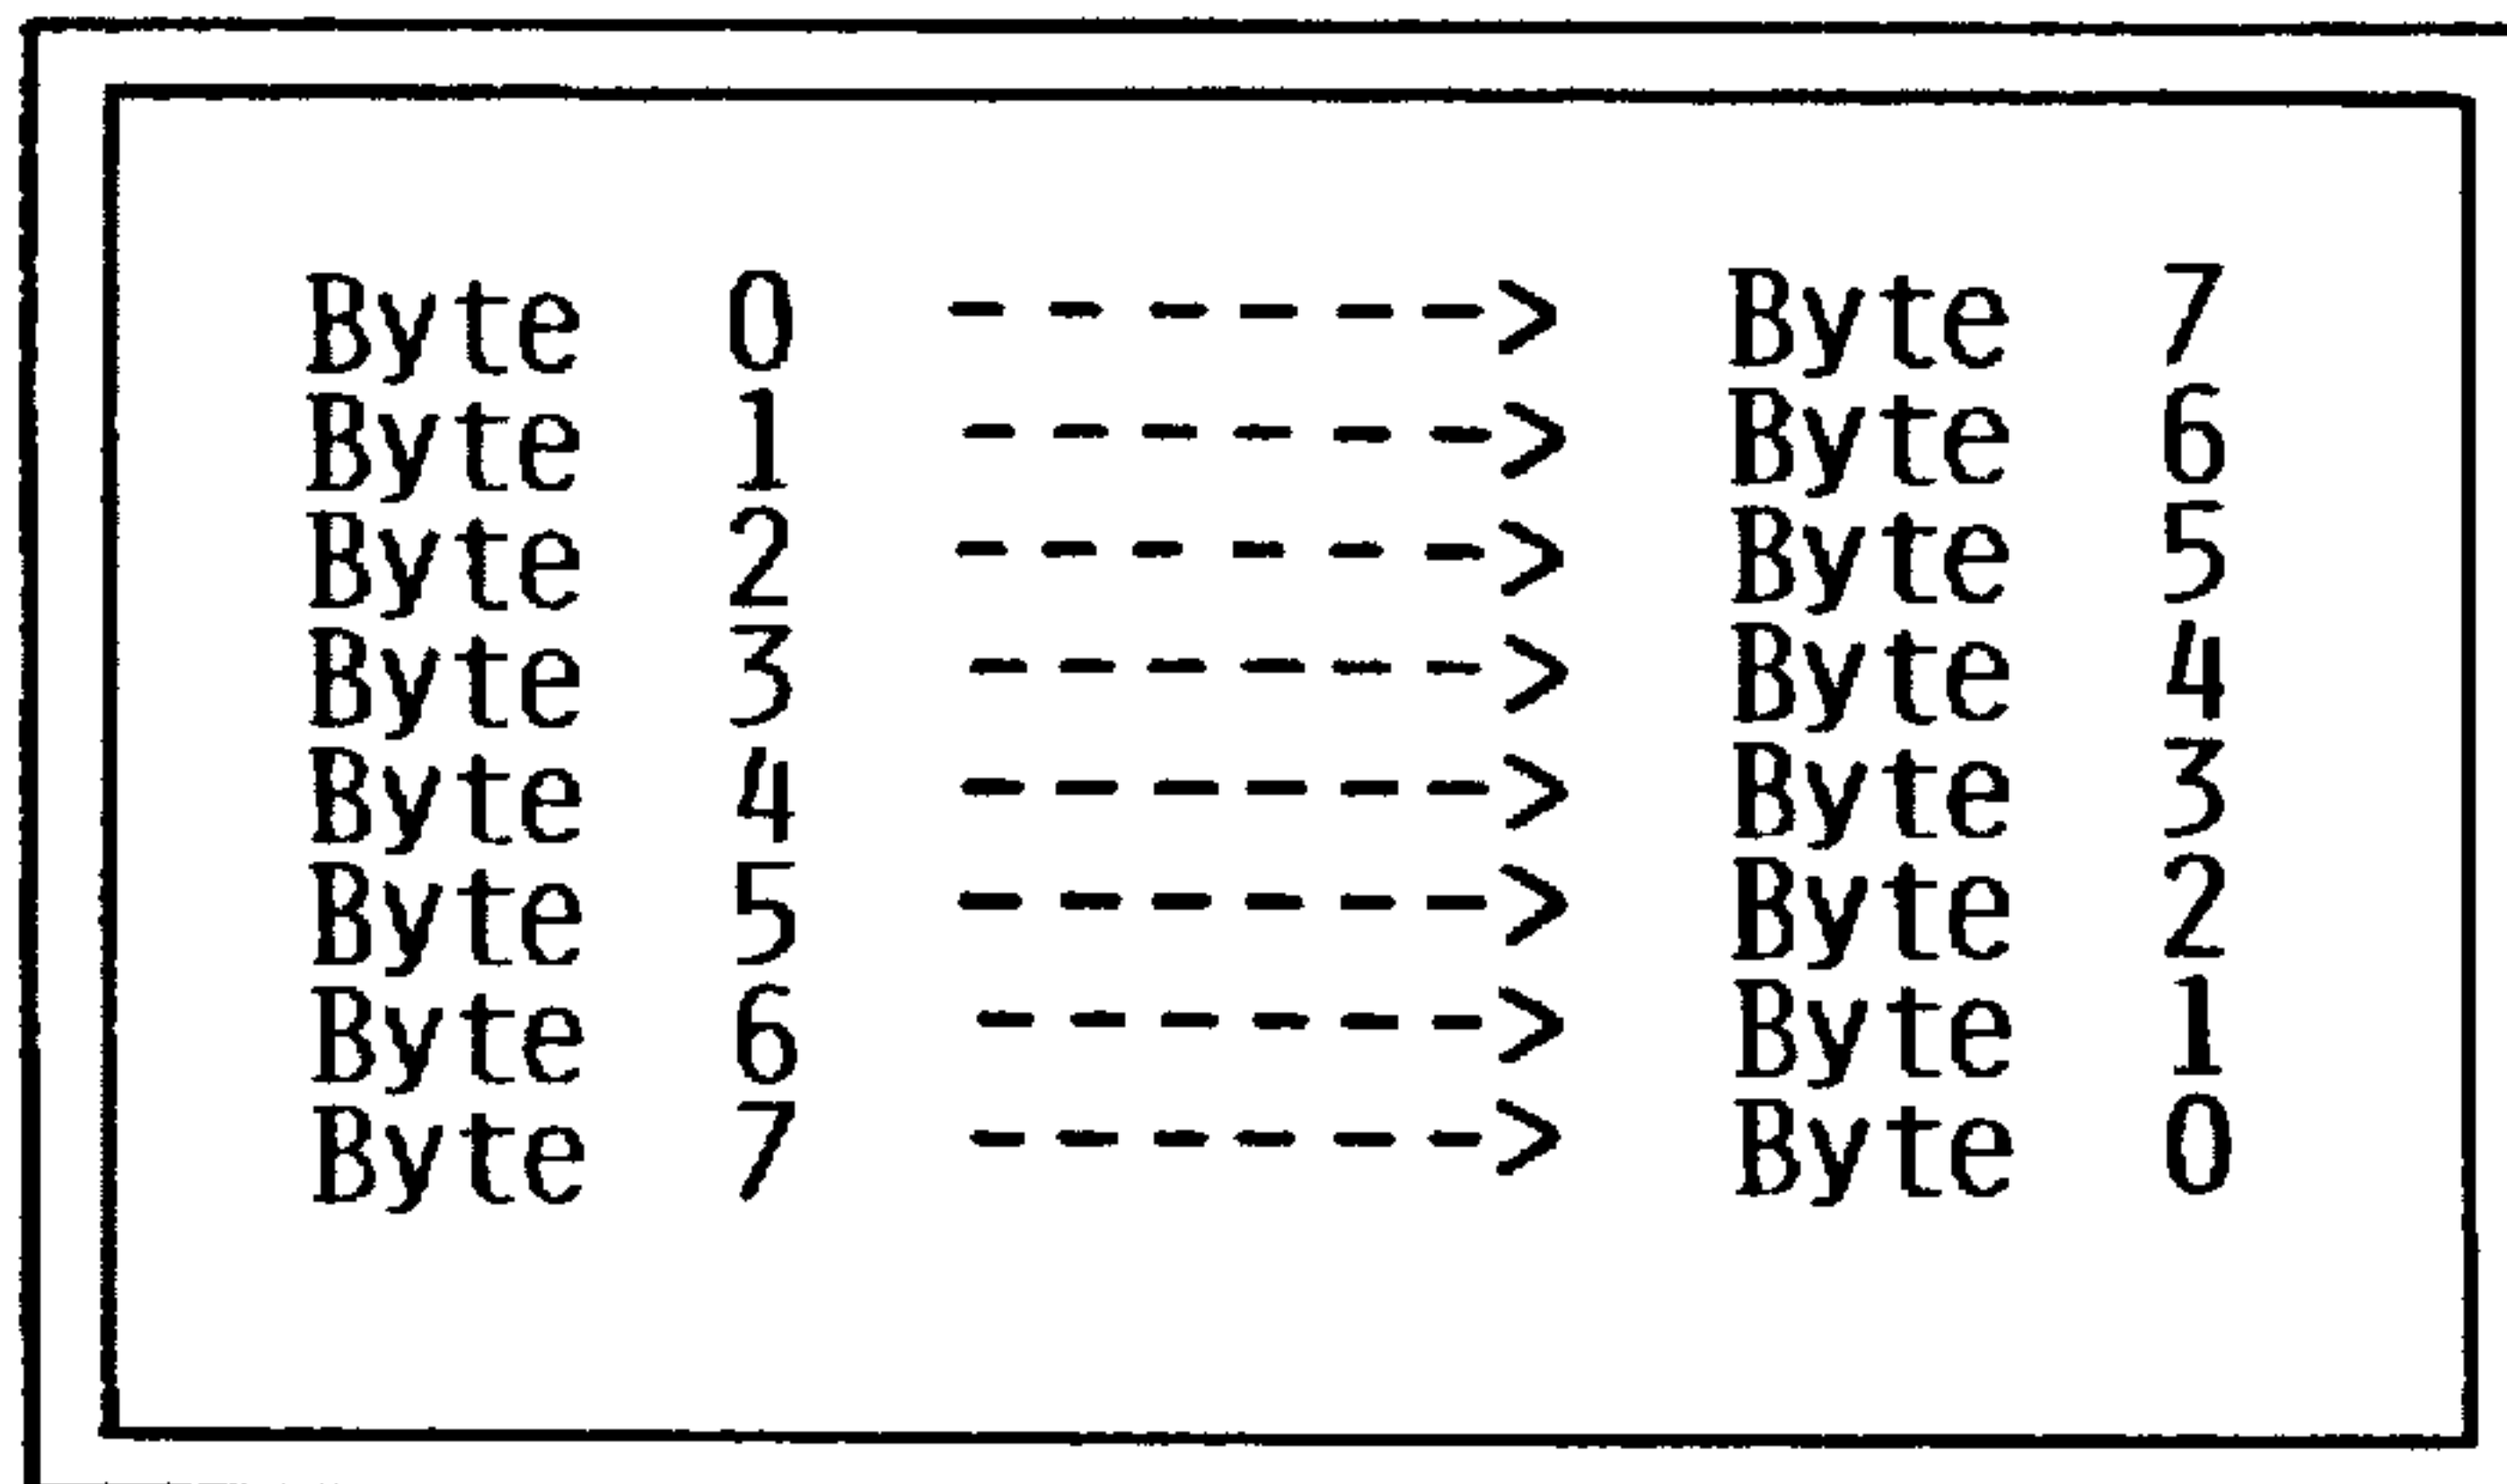 Byte 0 ------> Byte 7
Byte 1 ------> Byte 6
Byte 2 ------> Byte 5
Byte 3 ------> Byte 4
Byte 4 ------> Byte 3
Byte 5 ------> Byte 2
Byte 6 ------> Byte 1
Byte 7 ------> Byte 0